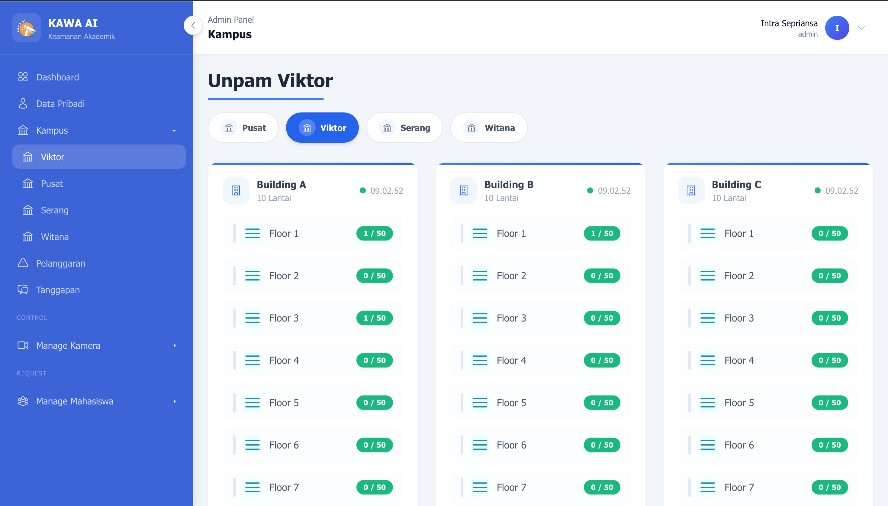 KAWA AI
Keamanan Akademik
Dashboard
Data Pribadi
Kampus
Viktor
Pusat
Serang
Witana
Pelanggaran
Tanggapan
CONTROL
Manage Kamera
REQUEST
Manage Mahasiswa
Admin Panel
Kampus
Intra Sepriansa
admin
I
Unpam Viktor
Pusat
Viktor
Serang
Witana
Building A
10 Lantai
09.02.52
Floor 1 1 / 50
Floor 2 0 / 50
Floor 3 1 / 50
Floor 4 0 / 50
Floor 5 0 / 50
Floor 6 0 / 50
Floor 7 0 / 50
Building B
10 Lantai
09.02.52
Floor 1 1 / 50
Floor 2 0 / 50
Floor 3 0 / 50
Floor 4 0 / 50
Floor 5 0 / 50
Floor 6 0 / 50
Floor 7 0 / 50
Building C
10 Lantai
09.02.52
Floor 1 0 / 50
Floor 2 0 / 50
Floor 3 0 / 50
Floor 4 0 / 50
Floor 5 0 / 50
Floor 6 0 / 50
Floor 7 0 / 50